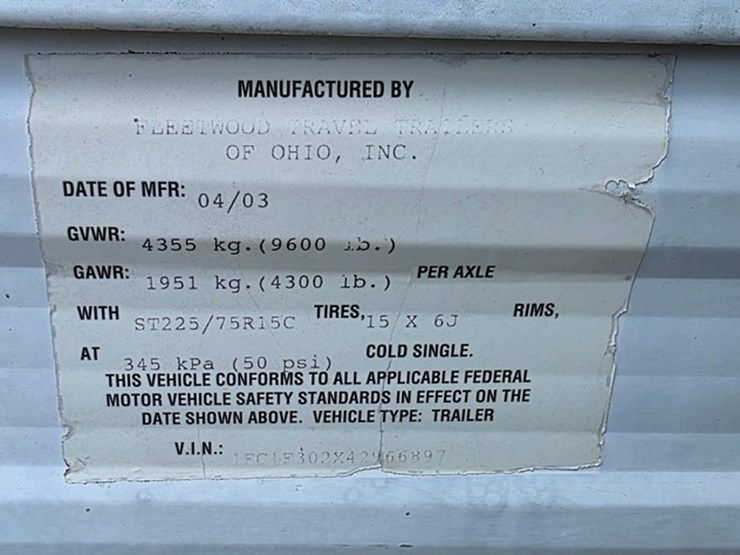 MANUFACTURED BY
FLEETWOOD TRAVEL TRAILERS
OF OHIO, INC.
DATE OF MFR: 04/03
GVWR: 4355 kg.(9600 lb.)
GAWR: 1951 kg.(4300 lb.) PER AXLE
WITH ST225/75R15C TIRES, 15 X 6J RIMS,
AT 345 kPa (50 psi) COLD SINGLE.
THIS VEHICLE CONFORMS TO ALL APPLICABLE FEDERAL
MOTOR VEHICLE SAFETY STANDARDS IN EFFECT ON THE
DATE SHOWN ABOVE. VEHICLE TYPE: TRAILER
V.I.N.: